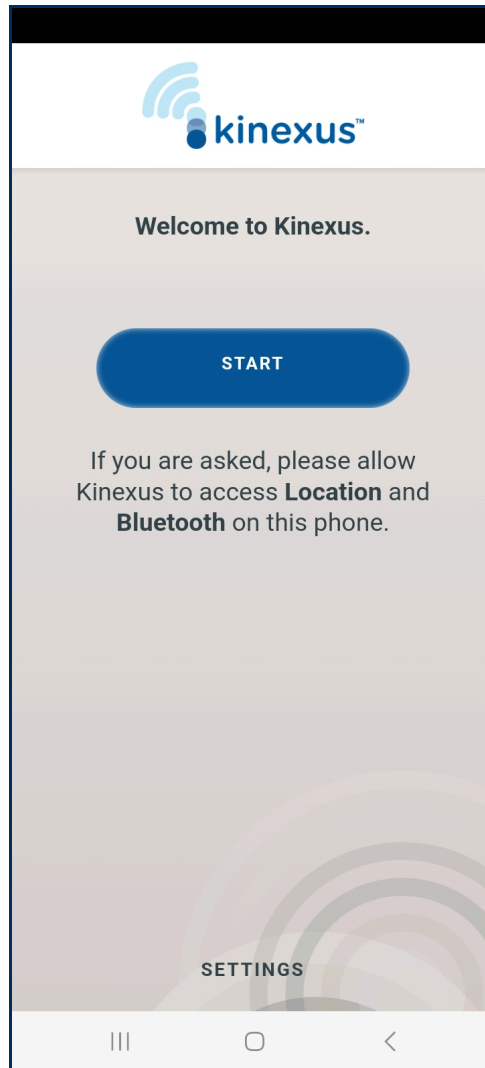 kinexus™
Welcome to Kinexus.
START
If you are asked, please allow
Kinexus to access Location and
Bluetooth on this phone.
SETTINGS